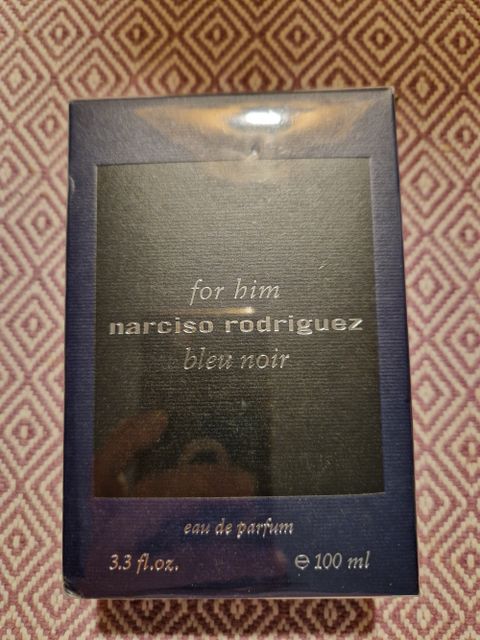 for him
narciso rodriguez
bleu noir
eau de parfum
3.3 fl.oz. ℮ 100 ml